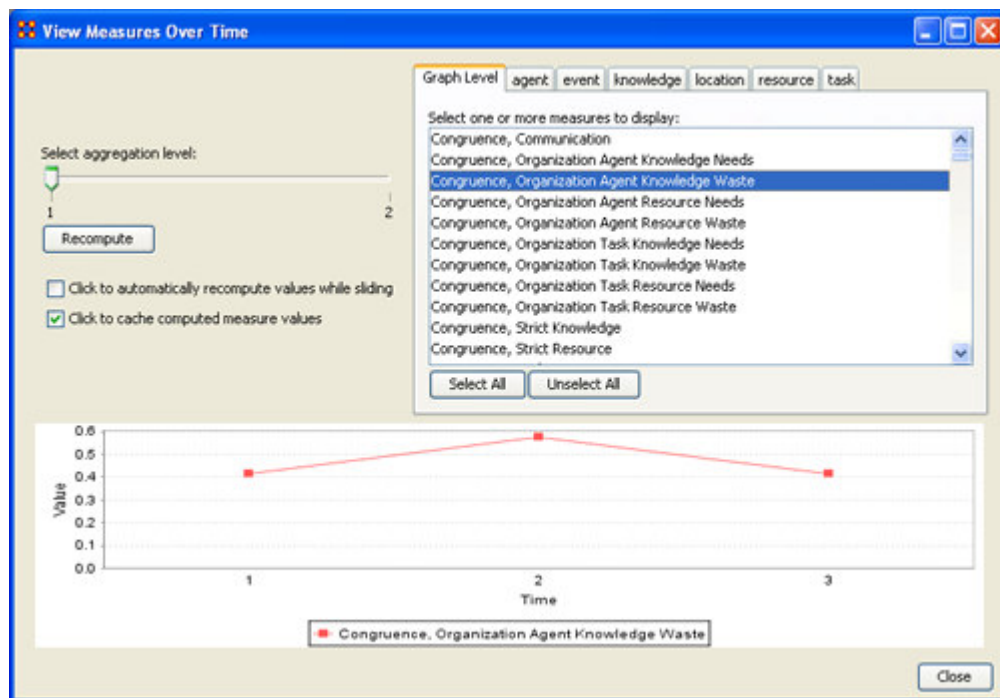 View Measures Over Time
Graph Level agent event knowledge location resource task
Select one or more measures to display:
Congruence, Communication
Congruence, Organization Agent Knowledge Needs
Congruence, Organization Agent Knowledge Waste
Congruence, Organization Agent Resource Needs
Congruence, Organization Agent Resource Waste
Congruence, Organization Task Knowledge Needs
Congruence, Organization Task Knowledge Waste
Congruence, Organization Task Resource Needs
Congruence, Organization Task Resource Waste
Congruence, Strict Knowledge
Congruence, Strict Resource
Select All Unselect All
Select aggregation level:
1 2
Recompute
Click to automatically recompute values while sliding
Click to cache computed measure values
Value
0.6
0.5
0.4
0.3
0.2
0.1
0.0
1 2 3
Time
Congruence, Organization Agent Knowledge Waste
Close